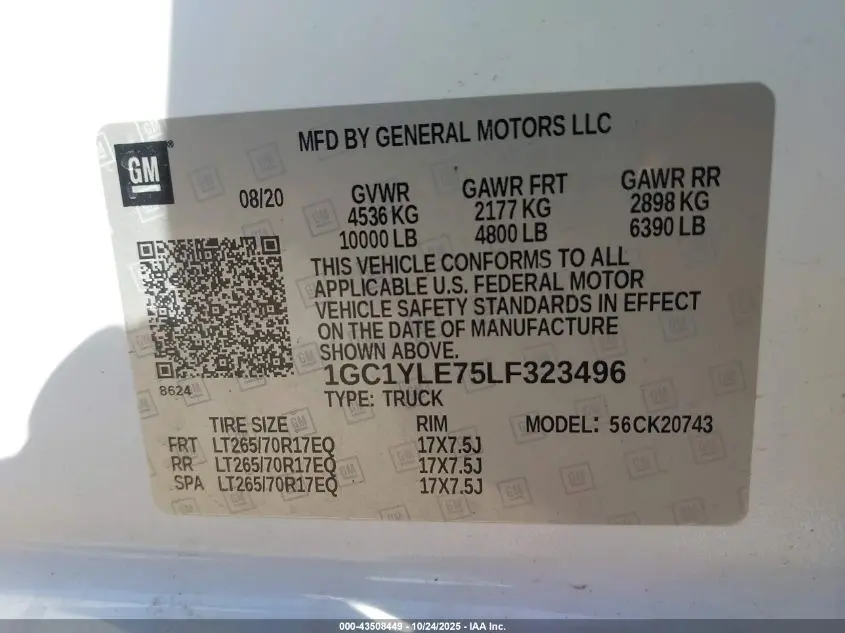 MFD BY GENERAL MOTORS LLC
GM
08/20
GVWR GAWR FRT GAWR RR
4536 KG 2177 KG 2898 KG
10000 LB 4800 LB 6390 LB
THIS VEHICLE CONFORMS TO ALL
APPLICABLE U.S. FEDERAL MOTOR
VEHICLE SAFETY STANDARDS IN EFFECT
ON THE DATE OF MANUFACTURE
SHOWN ABOVE.
8624
1GC1YLE75LF323496
TYPE: TRUCK
TIRE SIZE RIM MODEL: 56CK20743
FRT LT265/70R17EQ 17X7.5J
RR LT265/70R17EQ 17X7.5J
SPA LT265/70R17EQ 17X7.5J
000-43508449 - 10/24/2025 - IAA Inc.